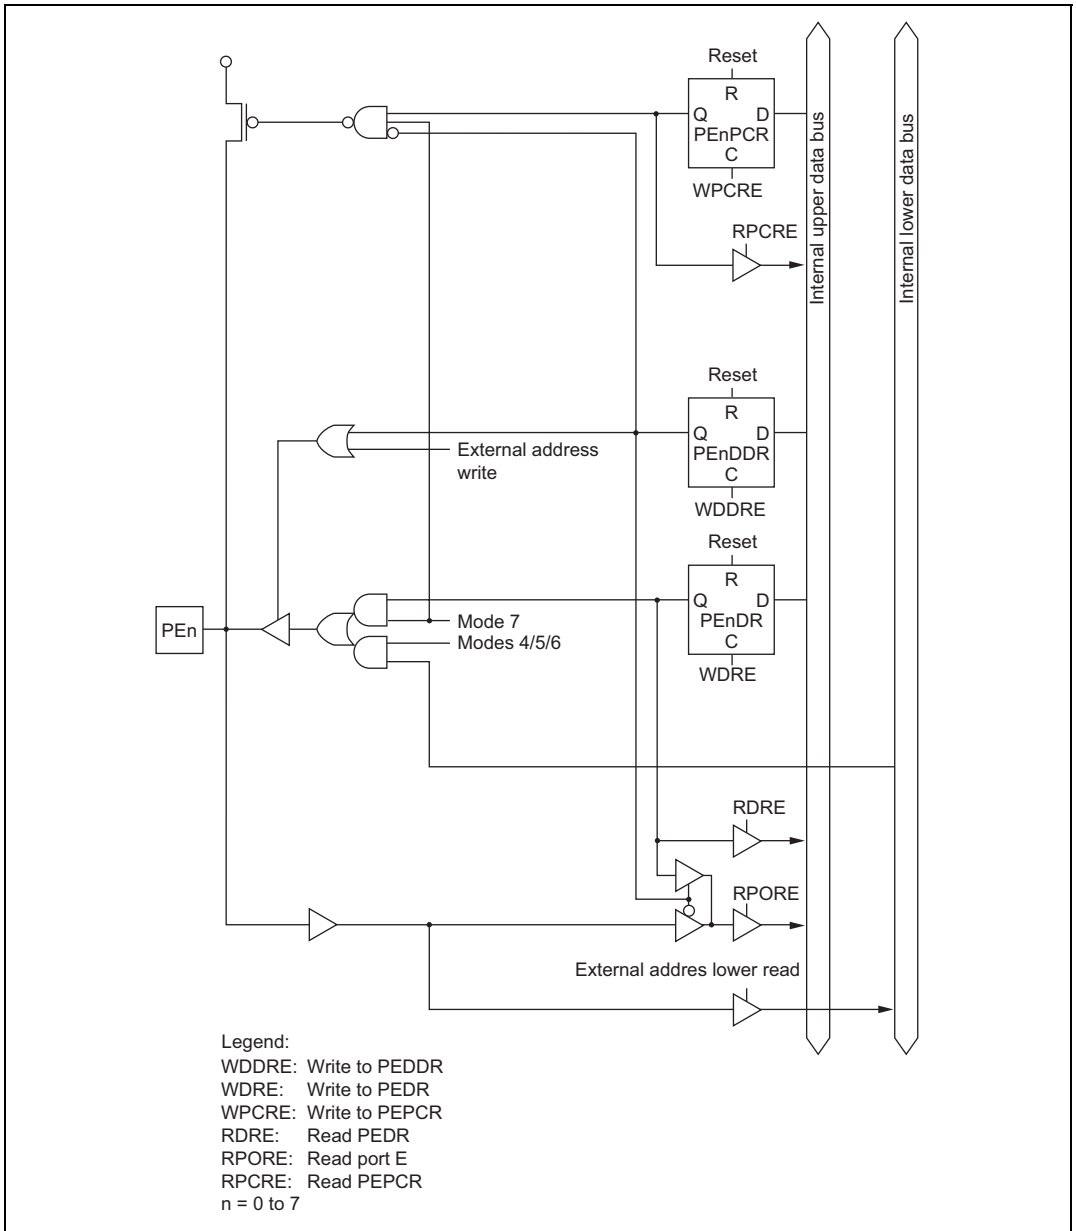 Reset
R
Q D
PEnPCR
C
WPCRE
RPCRE
Internal upper data bus
Internal lower data bus
Reset
R
Q D
PEnDDR
C
WDDRE
External address
write
Reset
R
Q D
PEnDR
C
WDRE
PEn
Mode 7
Modes 4/5/6
RDRE
RPORE
External addres lower read
Legend:
WDDRE: Write to PEDDR
WDRE: Write to PEDR
WPCRE: Write to PEPCR
RDRE: Read PEDR
RPORE: Read port E
RPCRE: Read PEPCR
n = 0 to 7